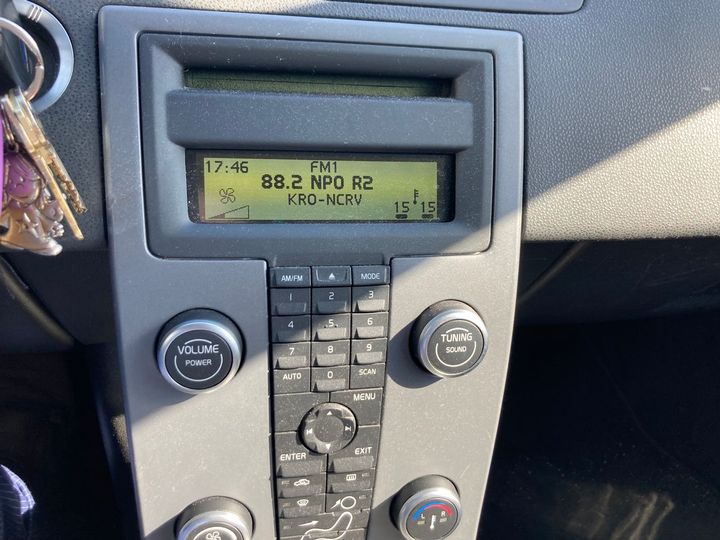 17:46 FM1
88.2 NPO R2
KRO-NCRV
15 15
AM/FM MODE
1 2 3
4 5 6
7 8 9
AUTO 0 SCAN
VOLUME
POWER
TUNING
SOUND
MENU
ENTER EXIT
L R